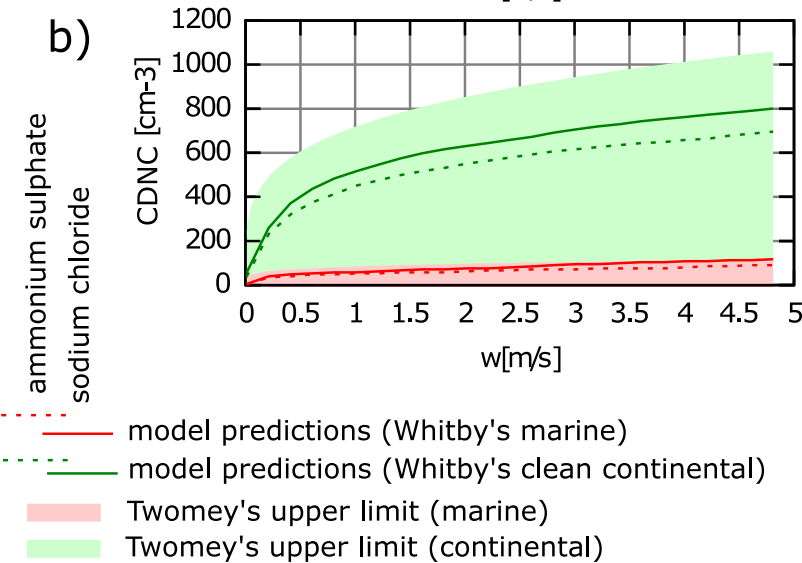 b)
1200
1000
800
600
400
200
0
CDNC [cm-3]
0 0.5 1 1.5 2 2.5 3 3.5 4 4.5 5
w[m/s]
ammonium sulphate
sodium chloride
model predictions (Whitby's marine)
model predictions (Whitby's clean continental)
Twomey's upper limit (marine)
Twomey's upper limit (continental)